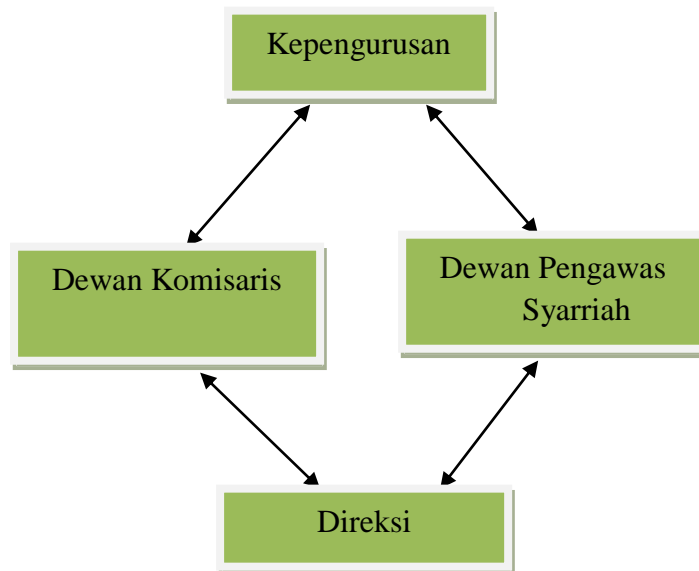 Kepengurusan
Dewan Komisaris
Dewan Pengawas
Syarriah
Direksi